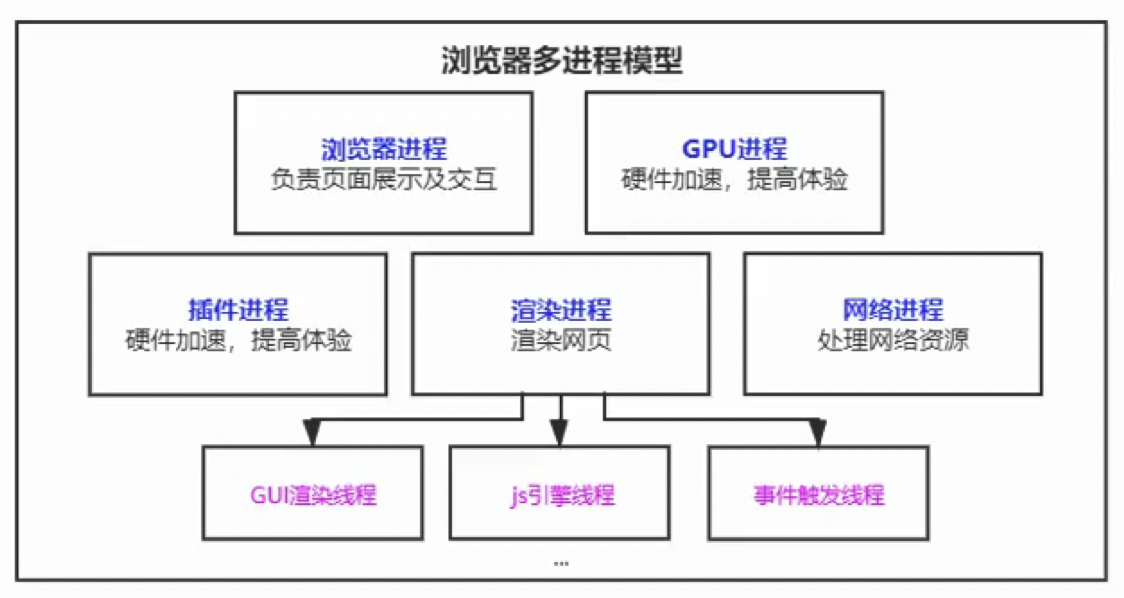 浏览器多进程模型
浏览器进程
负责页面展示及交互
GPU进程
硬件加速，提高体验
插件进程
硬件加速，提高体验
渲染进程
渲染网页
网络进程
处理网络资源
GUI渲染线程
js引擎线程
事件触发线程
...